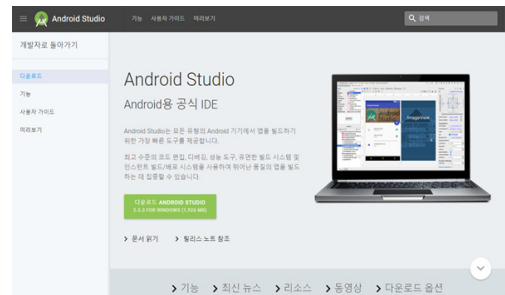 Android Studio
기능 사용자 가이드 미리보기
검색
개발자로 돌아가기
다운로드
기능
사용자 가이드
미리보기
Android Studio
Android용 공식 IDE
Android Studio는 모든 유형의 Android 기기에서 앱을 빌드하기
위한 가장 빠른 도구를 제공합니다.
최고 수준의 코드 편집, 디버깅, 성능 도구, 유연한 빌드 시스템 및
인스턴트 빌드/배포 시스템을 사용하여 뛰어난 품질의 앱을 빌드
하는 데 집중할 수 있습니다.
다운로드 ANDROID STUDIO
FOR WINDOWS
문서 읽기 릴리스 노트 참조
기능 최신 뉴스 리소스 동영상 다운로드 옵션